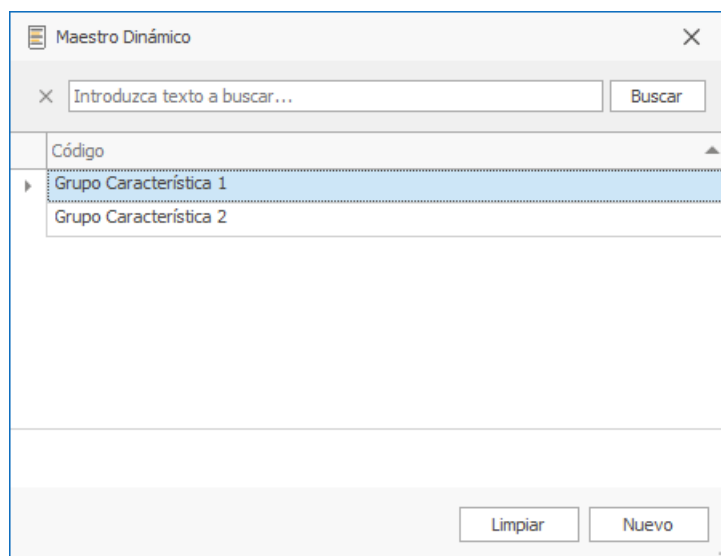 Maestro Dinámico
Introduzca texto a buscar...
Buscar
Código
Grupo Característica 1
Grupo Característica 2
Limpiar
Nuevo